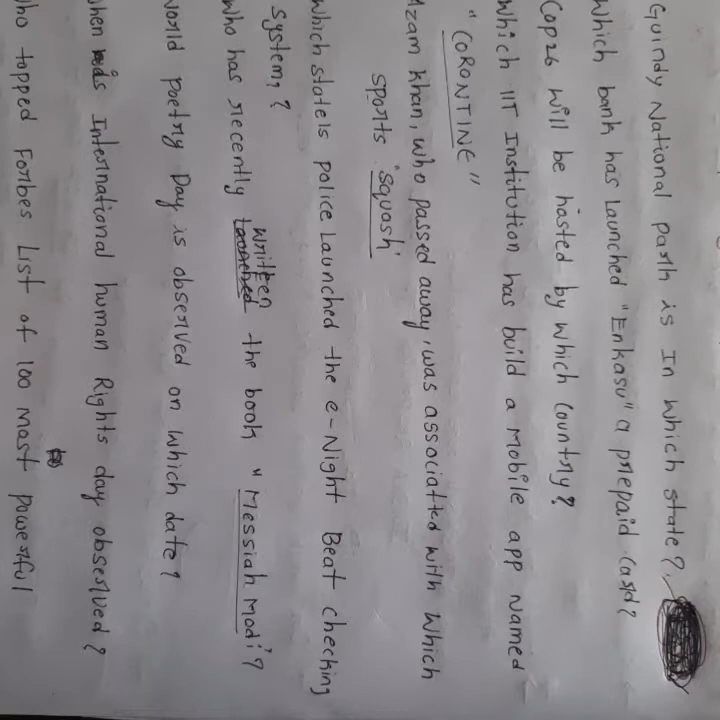 Guindy National park is In which state?
Which bank has Launched "Enkasu" a prepaid card?
Cop26 will be hosted by which Country?
Which IIT Institution has build a mobile app Named
"CORONTINE"
Azam khan, who passed away, was associatted with which
sports 'squash'
Which state's police Launched the e-Night Beat checking
System,?
Who has recently written the book "Messiah Modi'?
World Poetry Day is observed on which date?
When is International human Rights day observed?
Who topped Forbes List of 100 most powerful